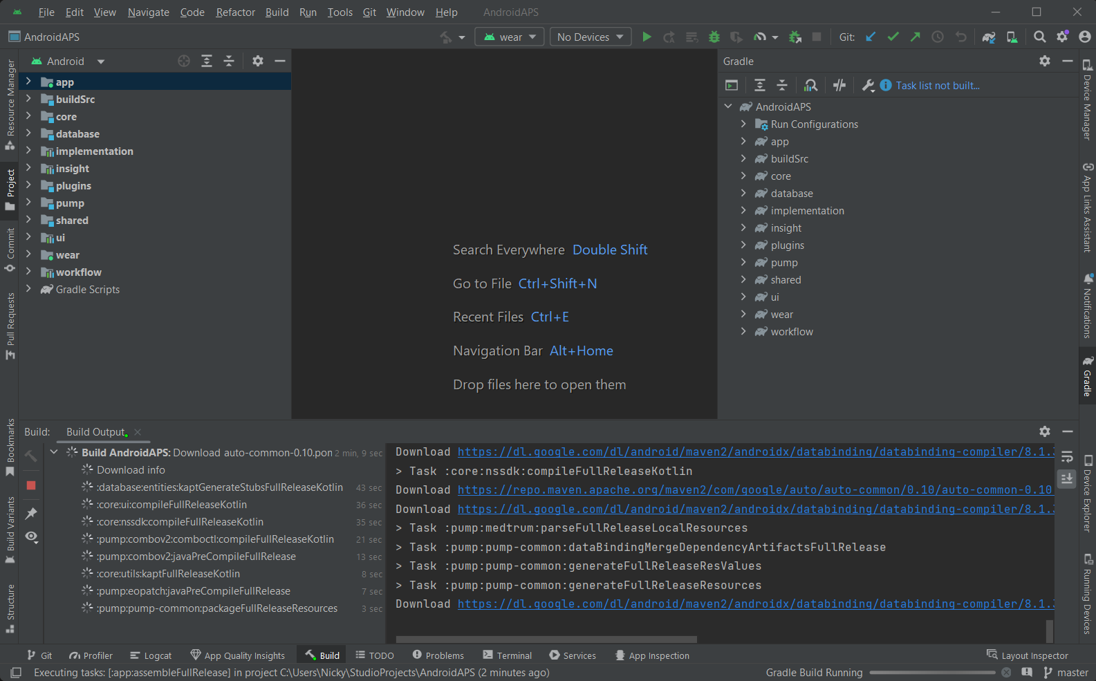 File Edit View Navigate Code Refactor Build Run Tools Git Window Help AndroidAPS
AndroidAPS
wear
No Devices
Git:
Resource Manager
Project
Commit
Pull Requests
Bookmarks
Build Variants
Structure
Android
app
buildSrc
core
database
implementation
insight
plugins
pump
shared
ui
wear
workflow
Gradle Scripts
Search Everywhere Double Shift
Go to File Ctrl+Shift+N
Recent Files Ctrl+E
Navigation Bar Alt+Home
Drop files here to open them
Gradle
Task list not built...
AndroidAPS
Run Configurations
app
buildSrc
core
database
implementation
insight
plugins
pump
shared
ui
wear
workflow
Device Manager
App Links Assistant
Notifications
Gradle
Device Explorer
Running Devices
Build: Build Output
Build AndroidAPS: Download auto-common-0.10.pon 2 min, 9 sec
Download info
:database:entities:kaptGenerateStubsFullReleaseKotlin 43 sec
:core:ui:compileFullReleaseKotlin 36 sec
:core:nssdk:compileFullReleaseKotlin 35 sec
:pump:combov2:comboctl:compileFullReleaseKotlin 21 sec
:pump:combov2:javaPreCompileFullRelease 13 sec
:core:utils:kaptFullReleaseKotlin 8 sec
:pump:eopatch:javaPreCompileFullRelease 7 sec
:pump:pump-common:packageFullReleaseResources 3 sec
Download https://dl.google.com/dl/android/maven2/androidx/databinding/databinding-compiler/8.1.3
> Task :core:nssdk:compileFullReleaseKotlin
Download https://repo.maven.apache.org/maven2/com/google/auto/auto-common/0.10/auto-common-0.10
Download https://dl.google.com/dl/android/maven2/androidx/databinding/databinding-compiler/8.1.3
> Task :pump:medtrum:parseFullReleaseLocalResources
> Task :pump:pump-common:dataBindingMergeDependencyArtifactsFullRelease
> Task :pump:pump-common:generateFullReleaseResValues
> Task :pump:pump-common:generateFullReleaseResources
Download https://dl.google.com/dl/android/maven2/androidx/databinding/databinding-compiler/8.1.3
Git Profiler Logcat App Quality Insights Build TODO Problems Terminal Services App Inspection Layout Inspector
Executing tasks: [:app:assembleFullRelease] in project C:\Users\Nicky\StudioProjects\AndroidAPS (2 minutes ago) Gradle Build Running master